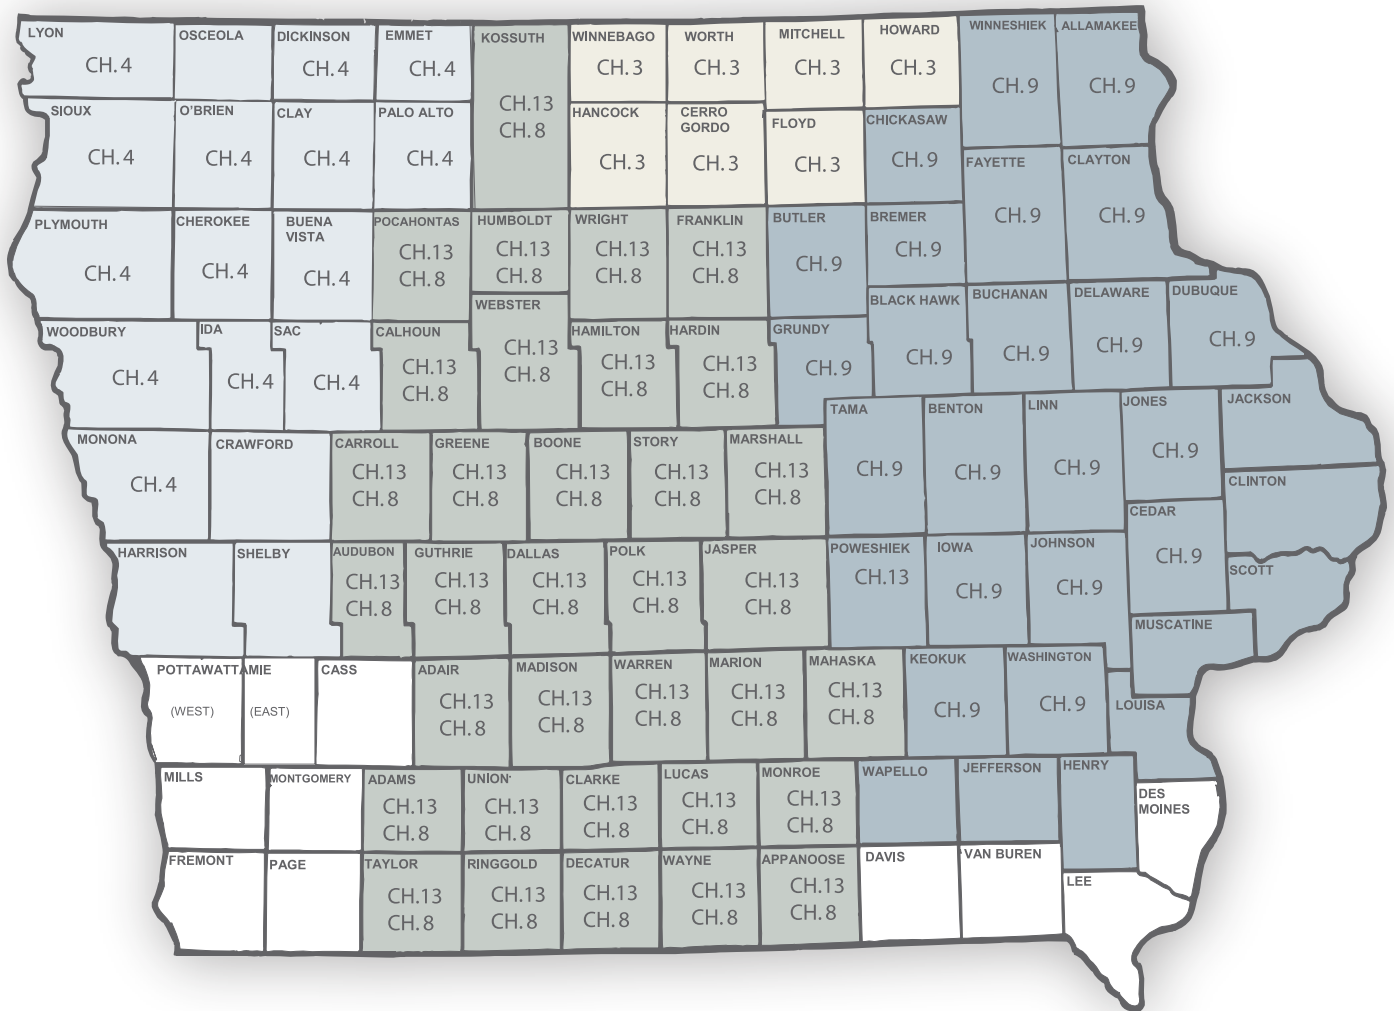 LYON
CH.4
OSCEOLA
DICKINSON
CH.4
EMMET
CH.4
KOSSUTH
CH.13
CH.8
WINNEBAGO
CH.3
WORTH
CH.3
MITCHELL
CH.3
HOWARD
CH.3
WINNESHIEK
CH.9
ALLAMAKEE
CH.9
SIOUX
CH.4
O'BRIEN
CH.4
CLAY
CH.4
PALO ALTO
CH.4
HANCOCK
CH.3
CERRO
GORDO
CH.3
FLOYD
CH.3
CHICKASAW
CH.9
FAYETTE
CH.9
CLAYTON
CH.9
PLYMOUTH
CH.4
CHEROKEE
CH.4
BUENA
VISTA
CH.4
POCAHONTAS
CH.13
CH.8
HUMBOLDT
CH.13
CH.8
WRIGHT
CH.13
CH.8
FRANKLIN
CH.13
CH.8
BUTLER
CH.9
BREMER
CH.9
WOODBURY
CH.4
IDA
CH.4
SAC
CH.4
CALHOUN
CH.13
CH.8
WEBSTER
CH.13
CH.8
HAMILTON
CH.13
CH.8
HARDIN
CH.13
CH.8
GRUNDY
CH.9
BLACK HAWK
CH.9
BUCHANAN
CH.9
DELAWARE
CH.9
DUBUQUE
CH.9
MONONA
CH.4
CRAWFORD
CARROLL
CH.13
CH.8
GREENE
CH.13
CH.8
BOONE
CH.13
CH.8
STORY
CH.13
CH.8
MARSHALL
CH.13
CH.8
TAMA
CH.9
BENTON
CH.9
LINN
CH.9
JONES
CH.9
JACKSON
CLINTON
CEDAR
CH.9
HARRISON
SHELBY
AUDUBON
CH.13
CH.8
GUTHRIE
CH.13
CH.8
DALLAS
CH.13
CH.8
POLK
CH.13
CH.8
JASPER
CH.13
CH.8
POWESHIEK
CH.13
IOWA
CH.9
JOHNSON
CH.9
SCOTT
MUSCATINE
POTTAWATTAMIE
(WEST)
(EAST)
CASS
ADAIR
CH.13
CH.8
MADISON
CH.13
CH.8
WARREN
CH.13
CH.8
MARION
CH.13
CH.8
MAHASKA
CH.13
CH.8
KEOKUK
CH.9
WASHINGTON
CH.9
LOUISA
MILLS
MONTGOMERY
ADAMS
CH.13
CH.8
UNION
CH.13
CH.8
CLARKE
CH.13
CH.8
LUCAS
CH.13
CH.8
MONROE
CH.13
CH.8
WAPELLO
JEFFERSON
HENRY
DES
MOINES
FREMONT
PAGE
TAYLOR
CH.13
CH.8
RINGGOLD
CH.13
CH.8
DECATUR
CH.13
CH.8
WAYNE
CH.13
CH.8
APPANOOSE
CH.13
CH.8
DAVIS
VAN BUREN
LEE